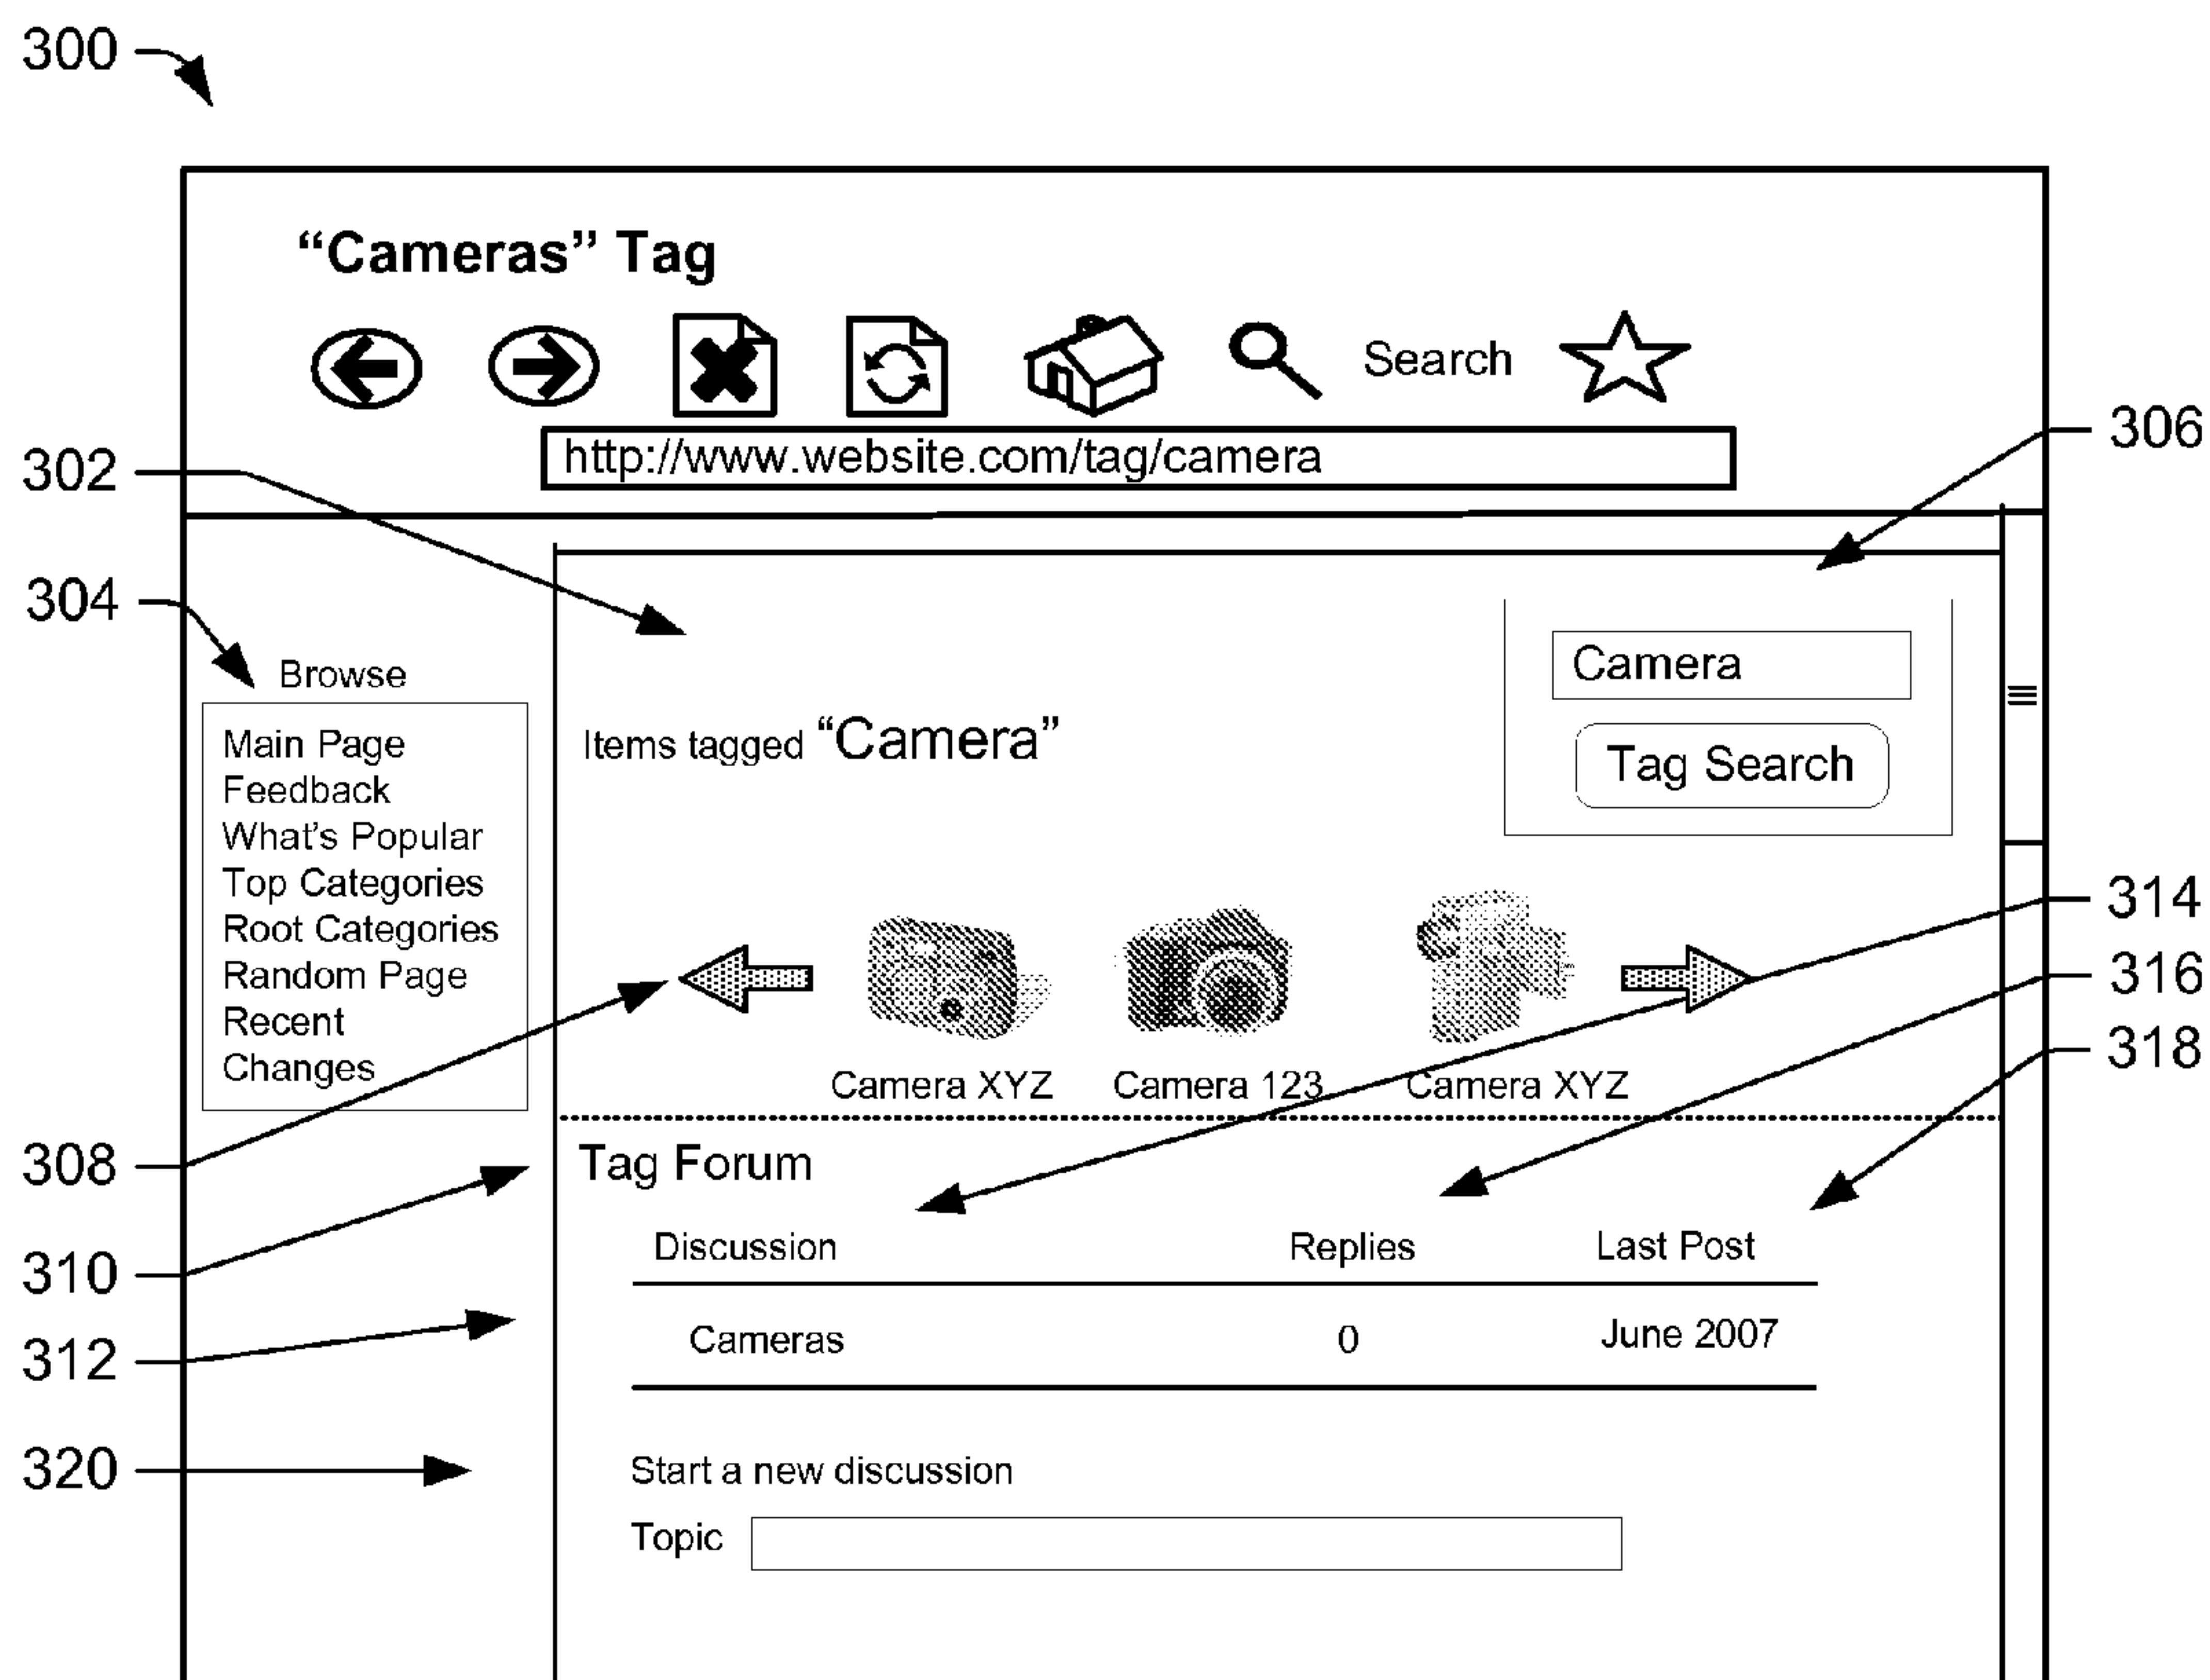 300
“Cameras” Tag
Search
http://www.website.com/tag/camera
302
306
304
Browse
Main Page
Feedback
What’s Popular
Top Categories
Root Categories
Random Page
Recent
Changes
Items tagged “Camera”
Camera
Tag Search
314
316
318
Camera XYZ
Camera 123
Camera XYZ
308
Tag Forum
310
Discussion Replies Last Post
312
Cameras 0 June 2007
320
Start a new discussion
Topic